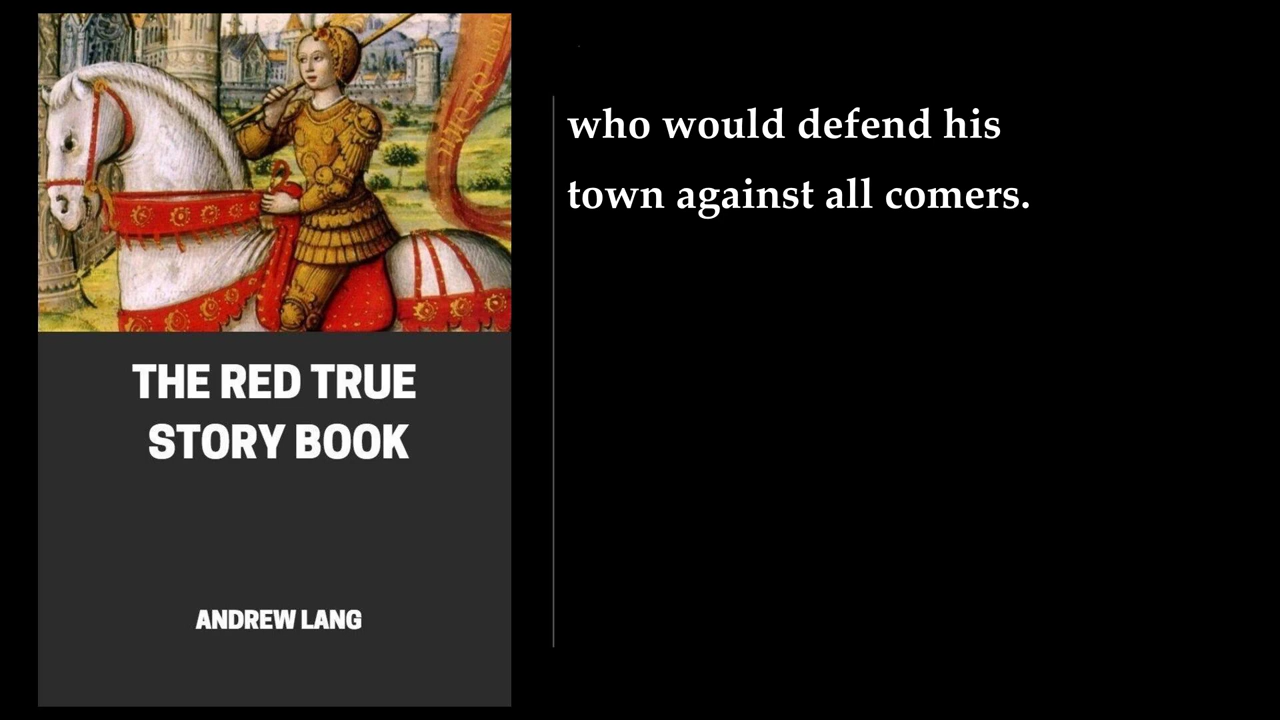 THE RED TRUE
STORY BOOK
ANDREW LANG
who would defend his
town against all comers.